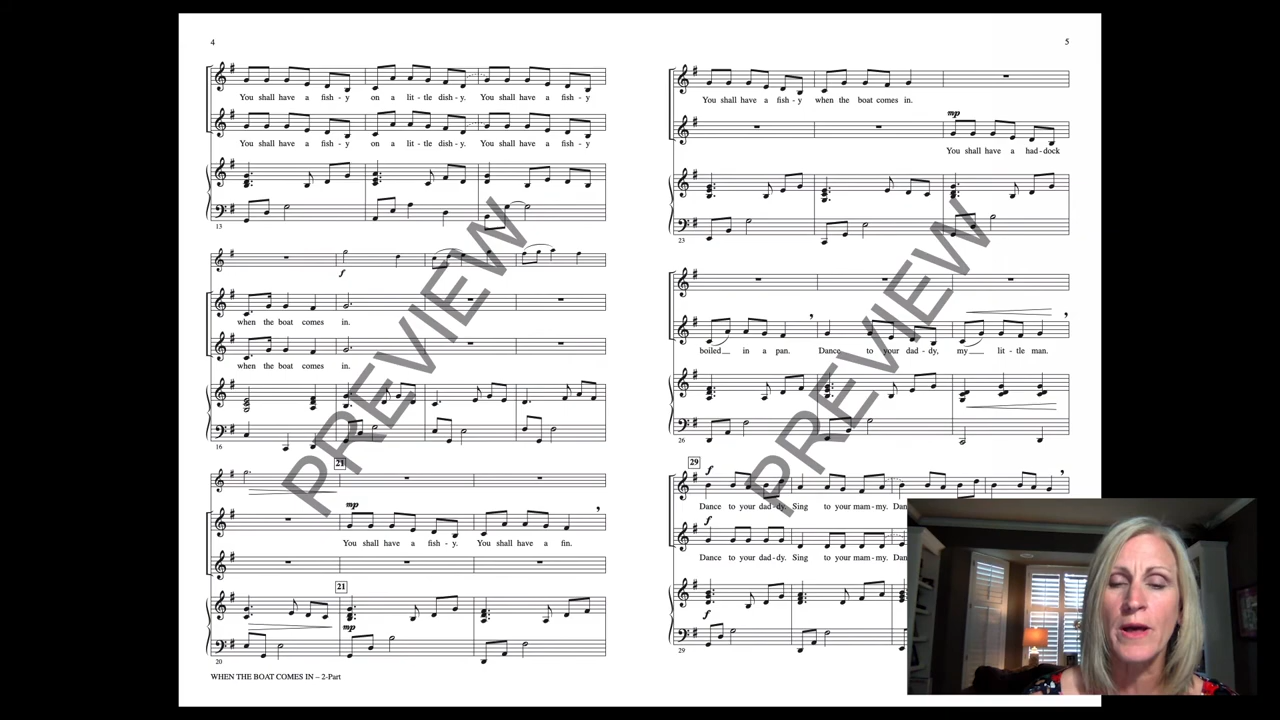 4
You shall have a fish - y on a lit - tle dish - y. You shall have a fish - y
You shall have a fish - y on a lit - tle dish - y. You shall have a fish - y
13
f
when the boat comes in.
when the boat comes in.
16
21
mp
You shall have a fish - y. You shall have a fin.
21
mp
20
WHEN THE BOAT COMES IN – 2-Part
PREVIEW
5
You shall have a fish - y when the boat comes in.
mp
You shall have a had - dock
23
boiled in a pan. Dance to your dad - dy, my lit - tle man.
26
29
f
Dance to your dad - dy. Sing to your mam - my. Dan
f
Dance to your dad - dy. Sing to your mam - my. Dan
f
29
PREVIEW